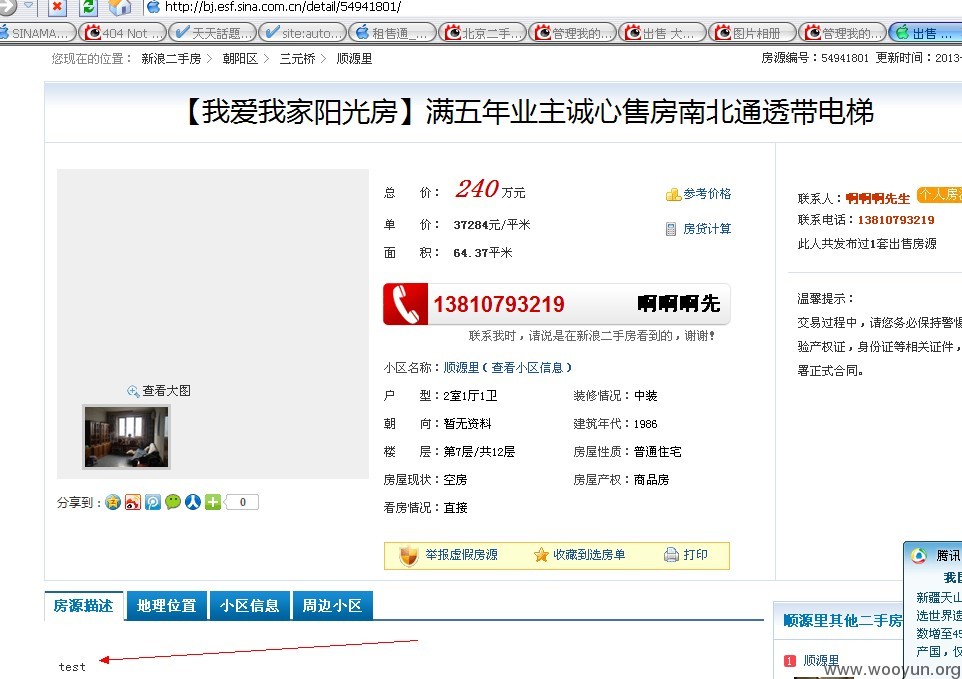 http://bj.esf.sina.com.cn/detail/54941801/
SINAMA... 404 Not ... 天天话题... site:auto... 租售通_... 北京二手... 管理我的... 出售 大... 图片相册 管理我的... 出售 ...
您现在的位置： 新浪二手房 > 朝阳区 > 三元桥 > 顺源里
房源编号：54941801 更新时间：2013-
【我爱我家阳光房】满五年业主诚心售房南北通透带电梯
总 价： 240 万元
参考价格
单 价： 37284元/平米
房贷计算
面 积： 64.37平米
13810793219 啊啊啊先
联系我时，请说是在新浪二手房看到的，谢谢！
小区名称：顺源里（查看小区信息）
户 型：2室1厅1卫 装修情况：中装
朝 向：暂无资料 建筑年代：1986
楼 层：第7层/共12层 房屋性质：普通住宅
房屋现状：空房 房屋产权：商品房
看房情况：直接
举报虚假房源 收藏到选房单 打印
查看大图
分享到： 0
联系人：啊啊啊先生 个人房
联系电话：13810793219
此人共发布过1套出售房源
温馨提示：
交易过程中，请您务必保持警惕
验产权证，身份证等相关证件，
署正式合同。
房源描述 地理位置 小区信息 周边小区
test
顺源里其他二手房
1 顺源里
腾讯
我国
新疆天山
选世界遗
数增至45
产国，仅
www.wooyun.org